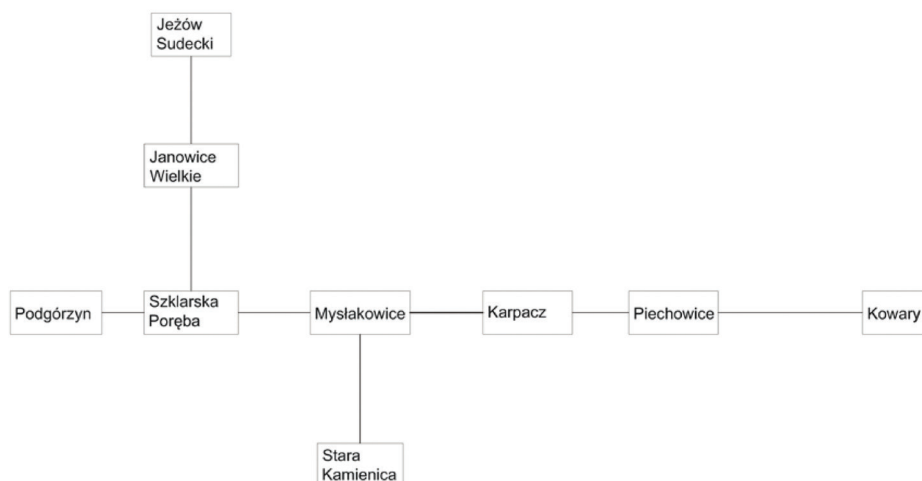 Jeżów
Sudecki
Janowice
Wielkie
Podgórzyn
Szklarska
Poręba
Mysłakowice
Karpacz
Piechowice
Kowary
Stara
Kamienica